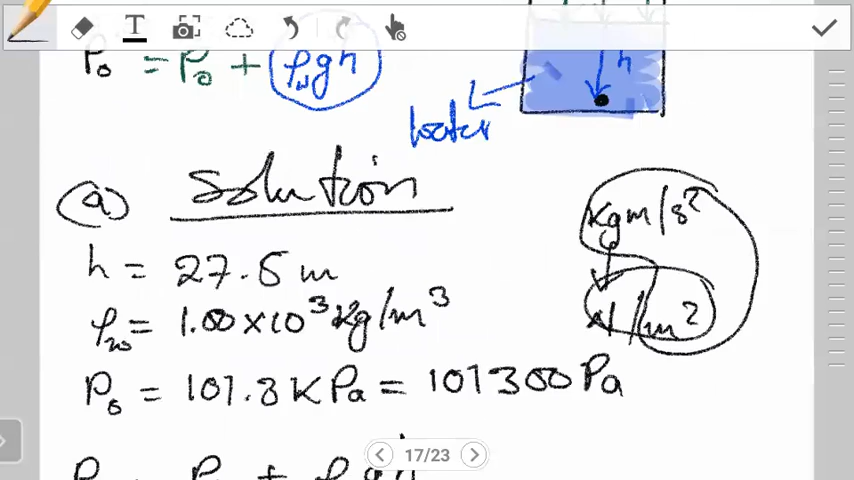 P₀ = P₀ + ρwgh
h
water
(a) Solution
kgm/s²
h = 27.5 m
N/m²
ρw = 1.00×10³ Kg/m³
P₀ = 101.3 KPa = 101300 Pa
17/23